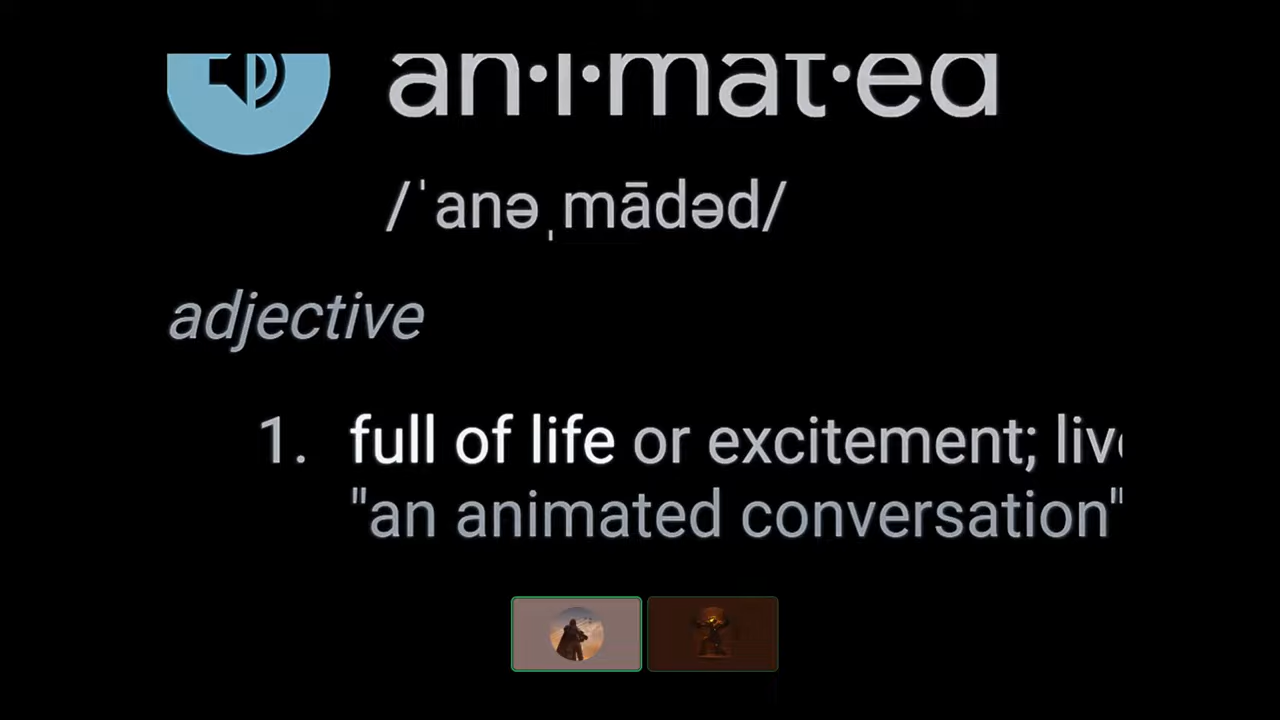 an·i·mat·ed
/ˈanəˌmādəd/
adjective
1. full of life or excitement;
"an animated conversation"